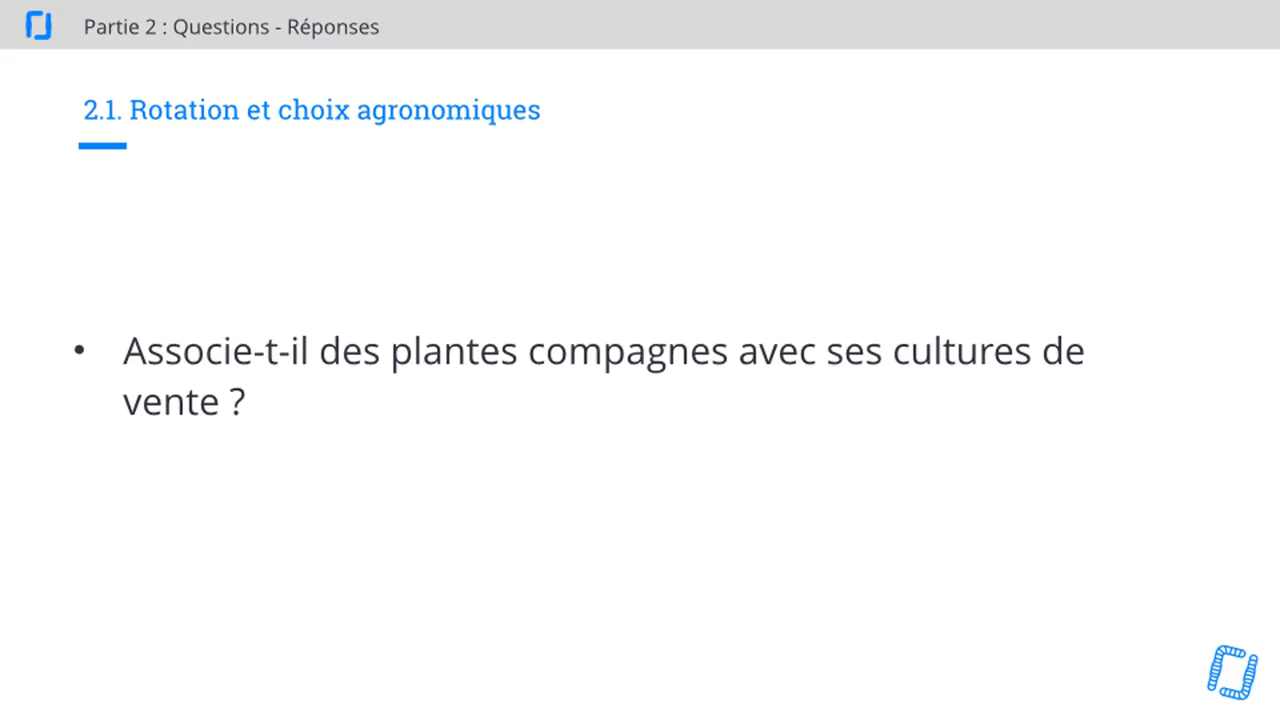 Partie 2 : Questions - Réponses
2.1. Rotation et choix agronomiques
• Associe-t-il des plantes compagnes avec ses cultures de
vente ?